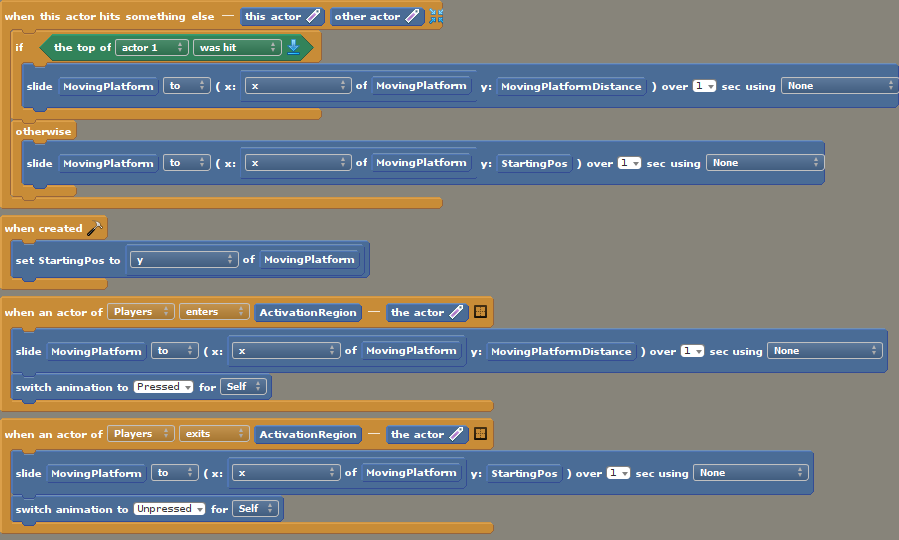 when this actor hits something else — this actor other actor
if the top of actor 1 was hit
slide MovingPlatform to ( x: x of MovingPlatform y: MovingPlatformDistance ) over 1 sec using None
otherwise
slide MovingPlatform to ( x: x of MovingPlatform y: StartingPos ) over 1 sec using None
when created
set StartingPos to y of MovingPlatform
when an actor of Players enters ActivationRegion — the actor
slide MovingPlatform to ( x: x of MovingPlatform y: MovingPlatformDistance ) over 1 sec using None
switch animation to Pressed for Self
when an actor of Players exits ActivationRegion — the actor
slide MovingPlatform to ( x: x of MovingPlatform y: StartingPos ) over 1 sec using None
switch animation to Unpressed for Self